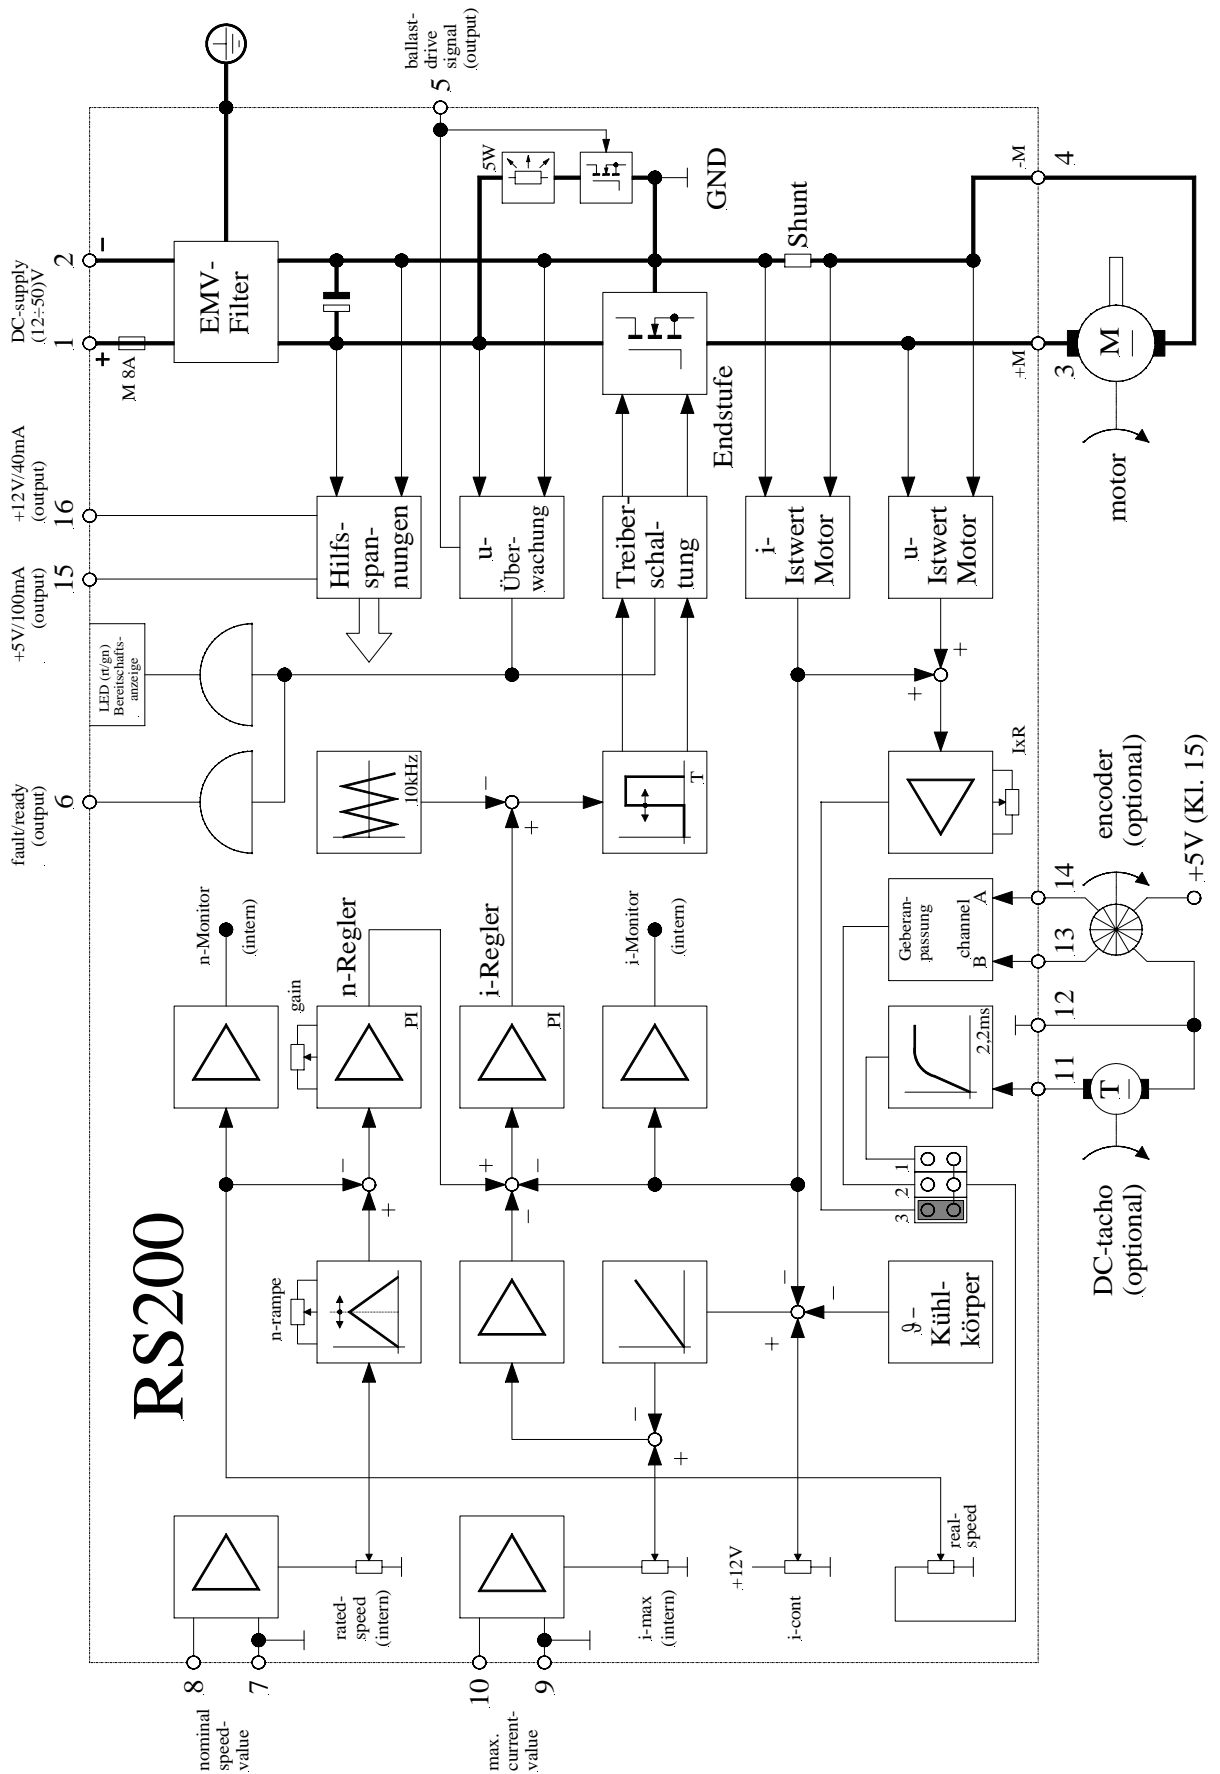 RS200
nominal
speed-
value
8
7
max.
current-
value
10
9
rated-
speed
(intern)
i-max
(intern)
+12V
i-cont
real-
speed
n-rampe
+
−
−
+
+
−
−
+
−
−
ϑ−
Kühl-
körper
gain
n-Regler
PI
n-Monitor
(intern)
i-Regler
PI
i-Monitor
(intern)
3
2
1
2,2ms
Geberan-
passung
channel
B
A
IxR
fault/ready
(output)
6
LED (rt/gn)
Bereitschafts-
anzeige
10kHz
−
+
T
+
+
+5V/100mA
(output)
15
+12V/40mA
(output)
16
Hilfs-
span-
nungen
u-
Über-
wachung
Treiber-
schal-
tung
i-
Istwert
Motor
u-
Istwert
Motor
DC-supply
(12÷50)V
1
2
+
−
M 8A
EMV-
Filter
Endstufe
Shunt
5W
GND
ballast-
drive
signal
(output)
5
+M
-M
3
4
M
motor
DC-tacho
(optional)
T
11
12
13
14
encoder
(optional)
+5V (Kl. 15)